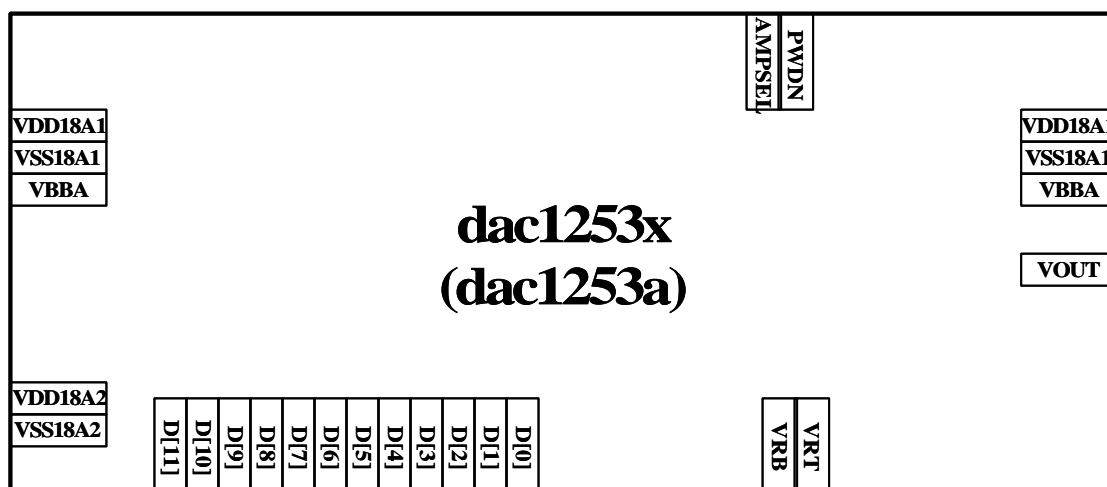 AMPSEL
PWDN
VDD18A1
VSS18A1
VBBA
VDD18A1
VSS18A1
VBBA
dac1253x
(dac1253a)
VOUT
VDD18A2
VSS18A2
D[11]
D[10]
D[9]
D[8]
D[7]
D[6]
D[5]
D[4]
D[3]
D[2]
D[1]
D[0]
VRB
VRT